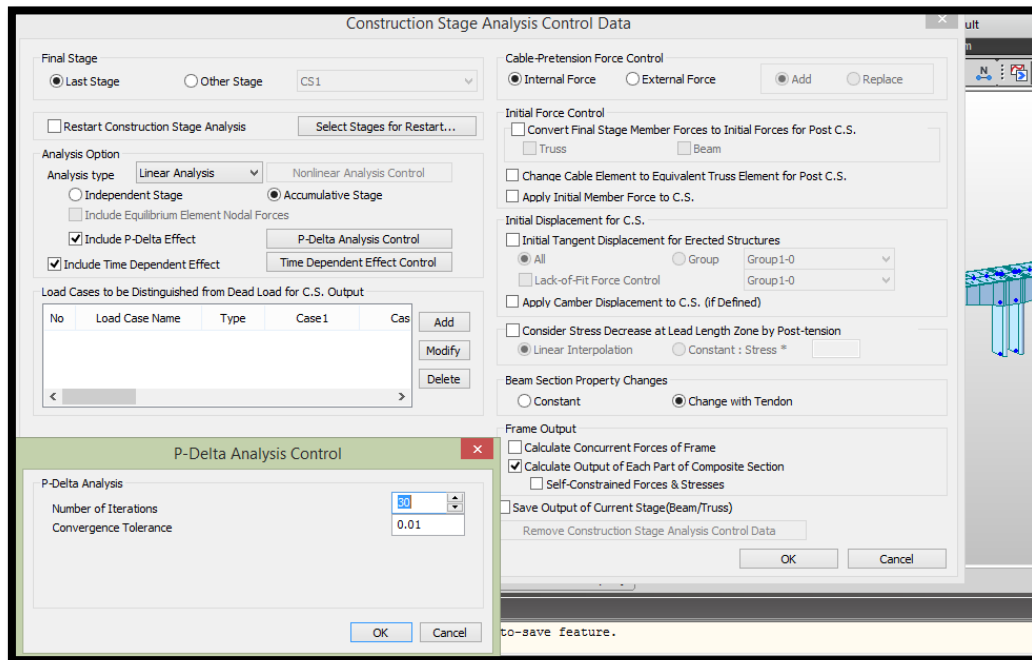 Construction Stage Analysis Control Data
ult
Final Stage
Last Stage Other Stage CS1
Restart Construction Stage Analysis Select Stages for Restart...
Analysis Option
Analysis type Linear Analysis Nonlinear Analysis Control
Independent Stage Accumulative Stage
Include Equilibrium Element Nodal Forces
Include P-Delta Effect P-Delta Analysis Control
Include Time Dependent Effect Time Dependent Effect Control
Load Cases to be Distinguished from Dead Load for C.S. Output
No Load Case Name Type Case1 Cas
Add
Modify
Delete
Cable-Pretension Force Control
Internal Force External Force Add Replace
Initial Force Control
Convert Final Stage Member Forces to Initial Forces for Post C.S.
Truss Beam
Change Cable Element to Equivalent Truss Element for Post C.S.
Apply Initial Member Force to C.S.
Initial Displacement for C.S.
Initial Tangent Displacement for Erected Structures
All Group Group1-0
Lack-of-Fit Force Control Group1-0
Apply Camber Displacement to C.S. (if Defined)
Consider Stress Decrease at Lead Length Zone by Post-tension
Linear Interpolation Constant : Stress *
Beam Section Property Changes
Constant Change with Tendon
Frame Output
Calculate Concurrent Forces of Frame
Calculate Output of Each Part of Composite Section
Self-Constrained Forces & Stresses
Save Output of Current Stage(Beam/Truss)
Remove Construction Stage Analysis Control Data
OK Cancel
P-Delta Analysis Control
P-Delta Analysis
Number of Iterations 30
Convergence Tolerance 0.01
OK Cancel
to-save feature.
N